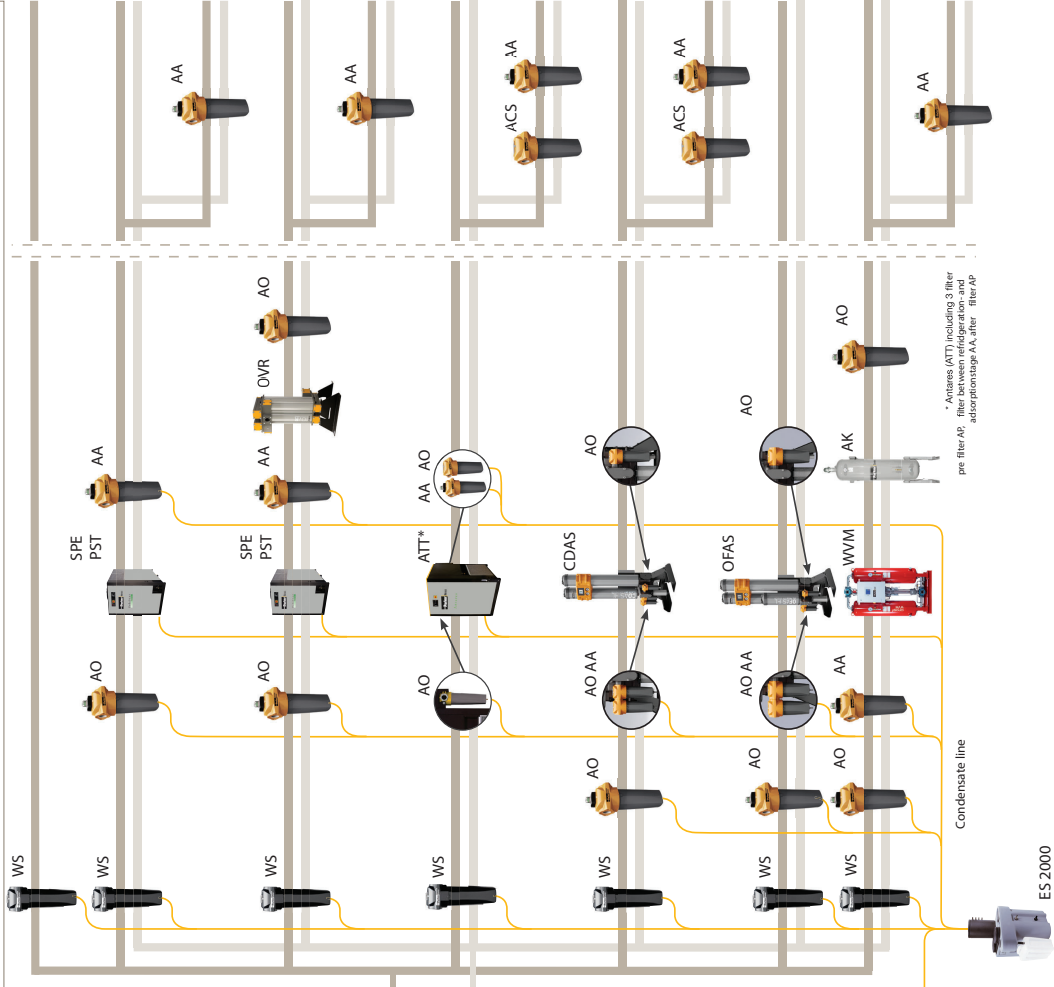 AA
AA
AA
AA
AA
ACS
ACS
AA
AO
OVR
AO
AO
AA
AA
AA
AO
AO
AK
* Antares (ATT) including 3 filter
pre filter AP, filter between refridgeration- and
adsorptionstage AA, after filter AP
SPE
PST
SPE
PST
ATT*
CDAS
OFAS
WVM
AO
AO
AO
AO AA
AO AA
AA
AO
AO
AO
Condensate line
WS
WS
WS
WS
WS
WS
WS
ES 2000